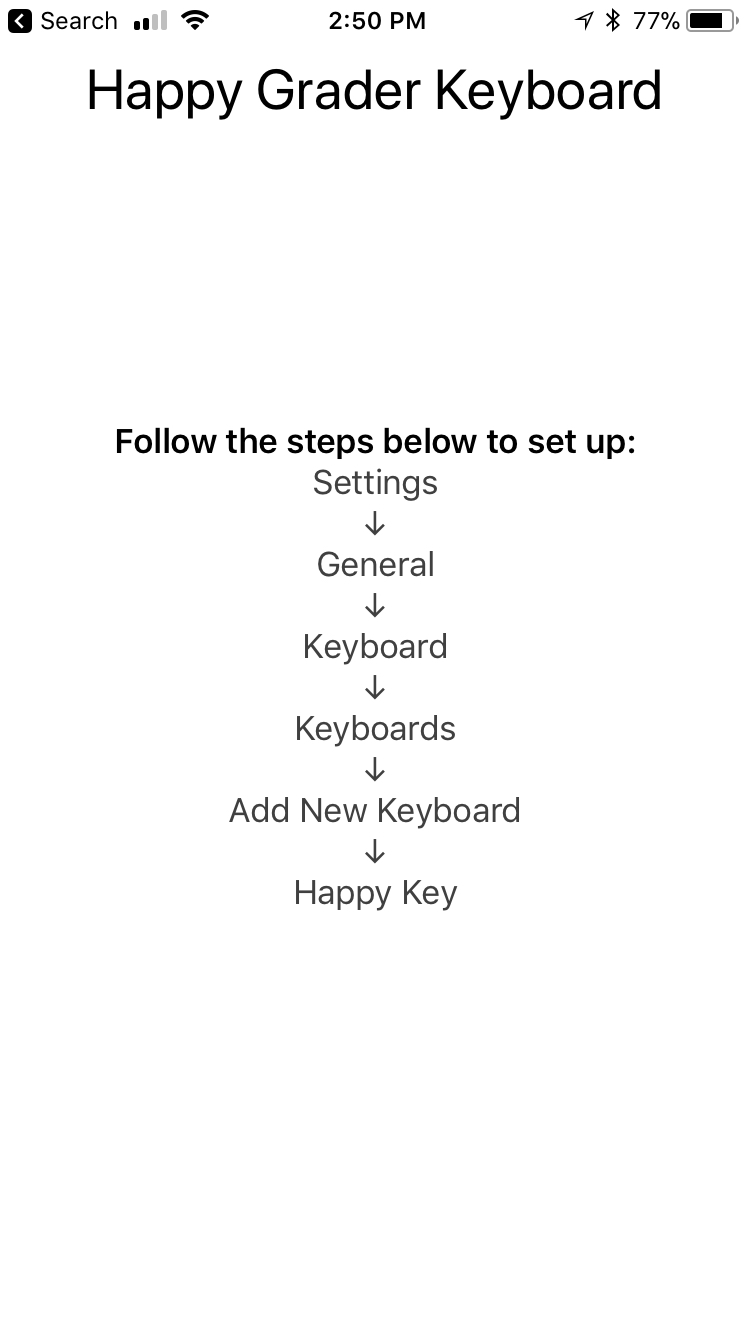 Search 2:50 PM 77%
Happy Grader Keyboard
Follow the steps below to set up:
Settings
↓
General
↓
Keyboard
↓
Keyboards
↓
Add New Keyboard
↓
Happy Key